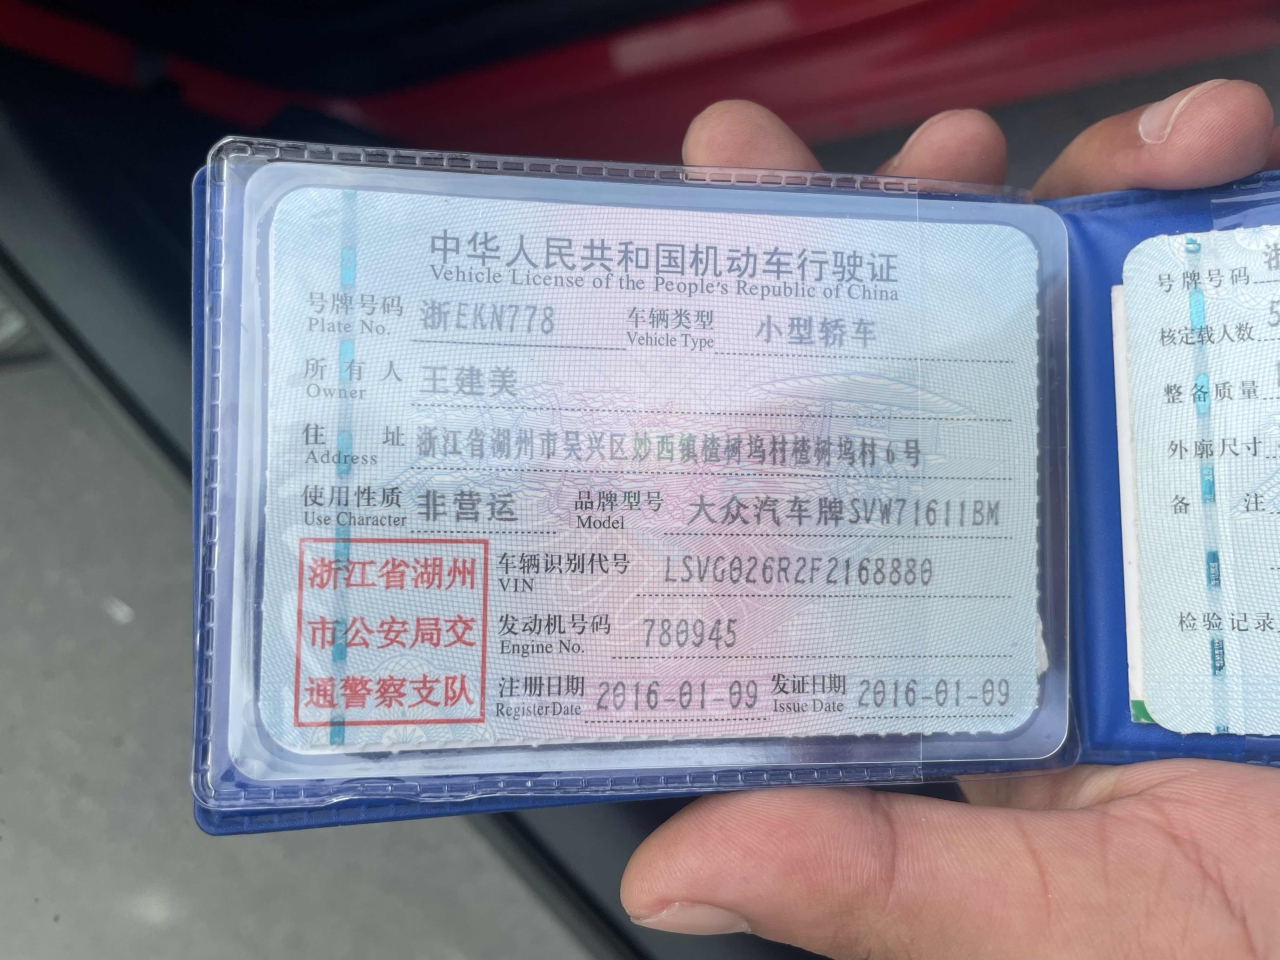 中华人民共和国机动车行驶证
Vehicle License of the People's Republic of China
号牌号码 浙EKN778 车辆类型 小型轿车
Plate No. Vehicle Type
所有人 王建美
Owner
住址 浙江省湖州市吴兴区妙西镇楂树坞村楂树坞村6号
Address
使用性质 非营运 品牌型号 大众汽车牌SVW71611BM
Use Character Model
浙江省湖州
市公安局交
通警察支队
车辆识别代号 LSVG026R2F2168880
VIN
发动机号码 780945
Engine No.
注册日期 2016-01-09 发证日期 2016-01-09
Register Date Issue Date
号牌号码
核定载人数 5
整备质量
外廓尺寸
备注
检验记录